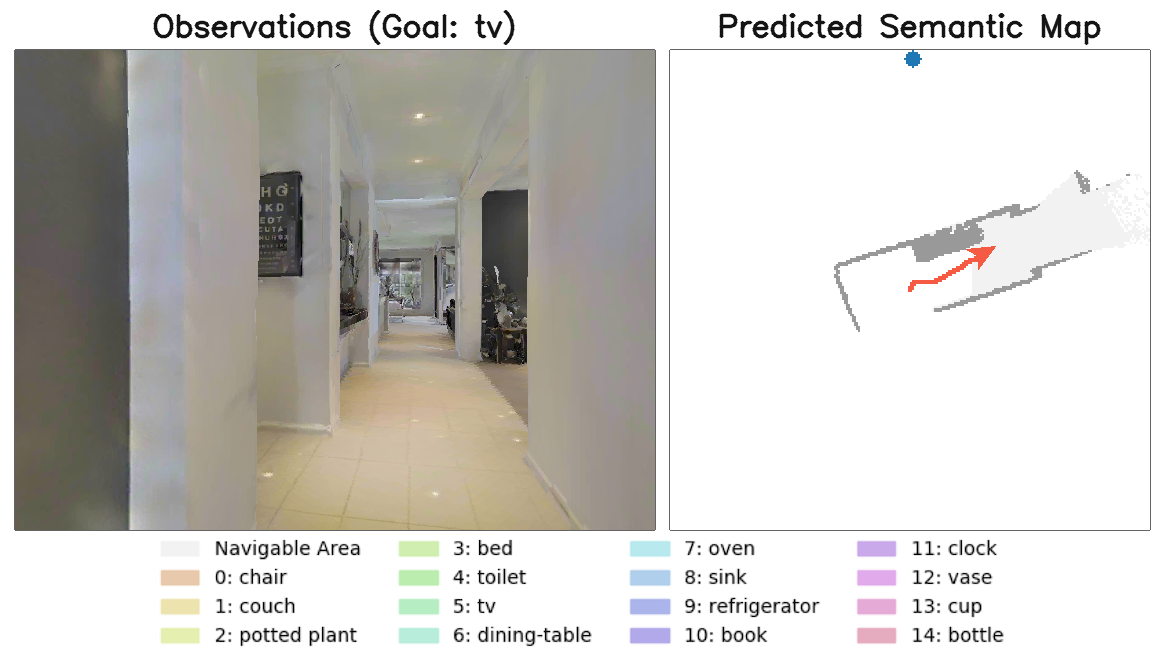 Observations (Goal: tv)
Predicted Semantic Map
HG
Navigable Area
0: chair
1: couch
2: potted plant
3: bed
4: toilet
5: tv
6: dining-table
7: oven
8: sink
9: refrigerator
10: book
11: clock
12: vase
13: cup
14: bottle